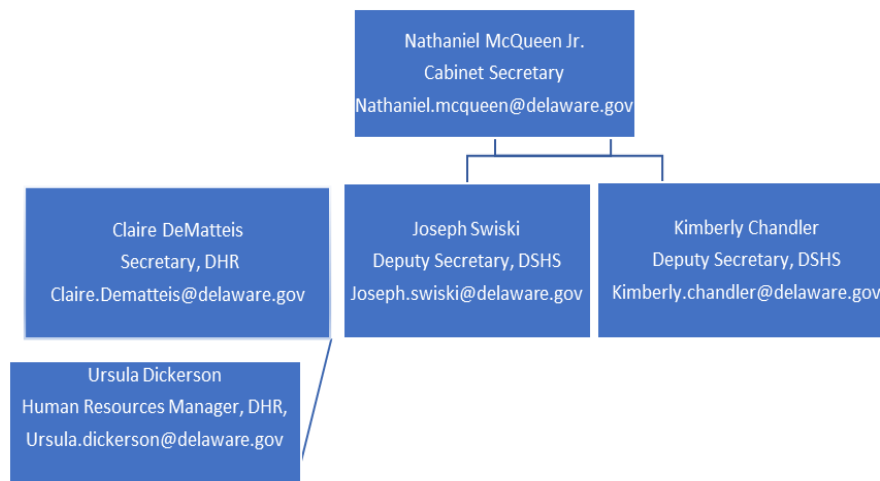 Nathaniel McQueen Jr.
Cabinet Secretary
Nathaniel.mcqueen@delaware.gov
Claire DeMatteis
Secretary, DHR
Claire.Dematteis@delaware.gov
Joseph Swiski
Deputy Secretary, DSHS
Joseph.swiski@delaware.gov
Kimberly Chandler
Deputy Secretary, DSHS
Kimberly.chandler@delaware.gov
Ursula Dickerson
Human Resources Manager, DHR,
Ursula.dickerson@delaware.gov